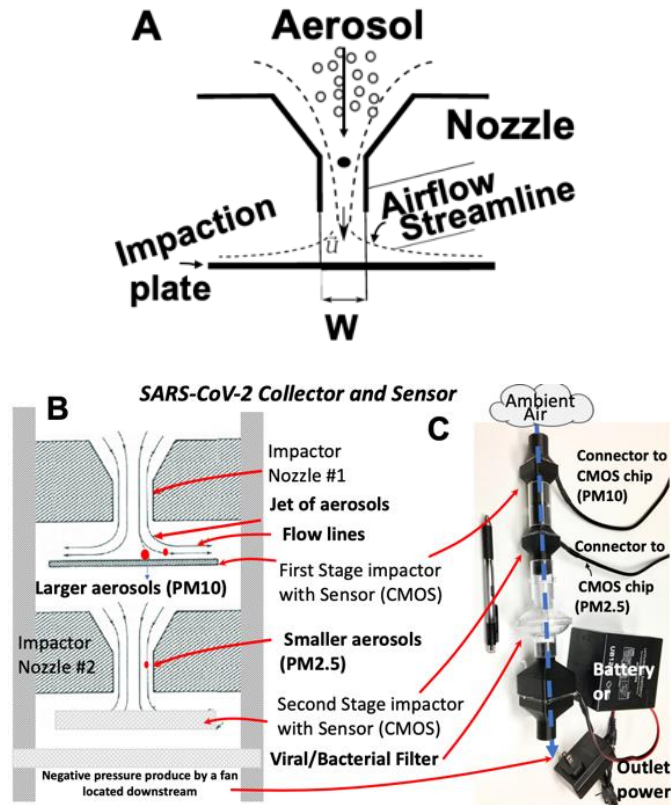 A
Aerosol
Nozzle
Airflow
Streamline
Impaction
plate
u
W
SARS-CoV-2 Collector and Sensor
B
Impactor
Nozzle #1
Jet of aerosols
Flow lines
Larger aerosols (PM10)
First Stage impactor
with Sensor (CMOS)
Impactor
Nozzle #2
Smaller aerosols
(PM2.5)
Second Stage impactor
with Sensor (CMOS)
Viral/Bacterial Filter
Negative pressure produce by a fan
located downstream
C
Ambient
Air
Connector to
CMOS chip
(PM10)
Connector to
CMOS chip
(PM2.5)
Battery
or
Outlet
power